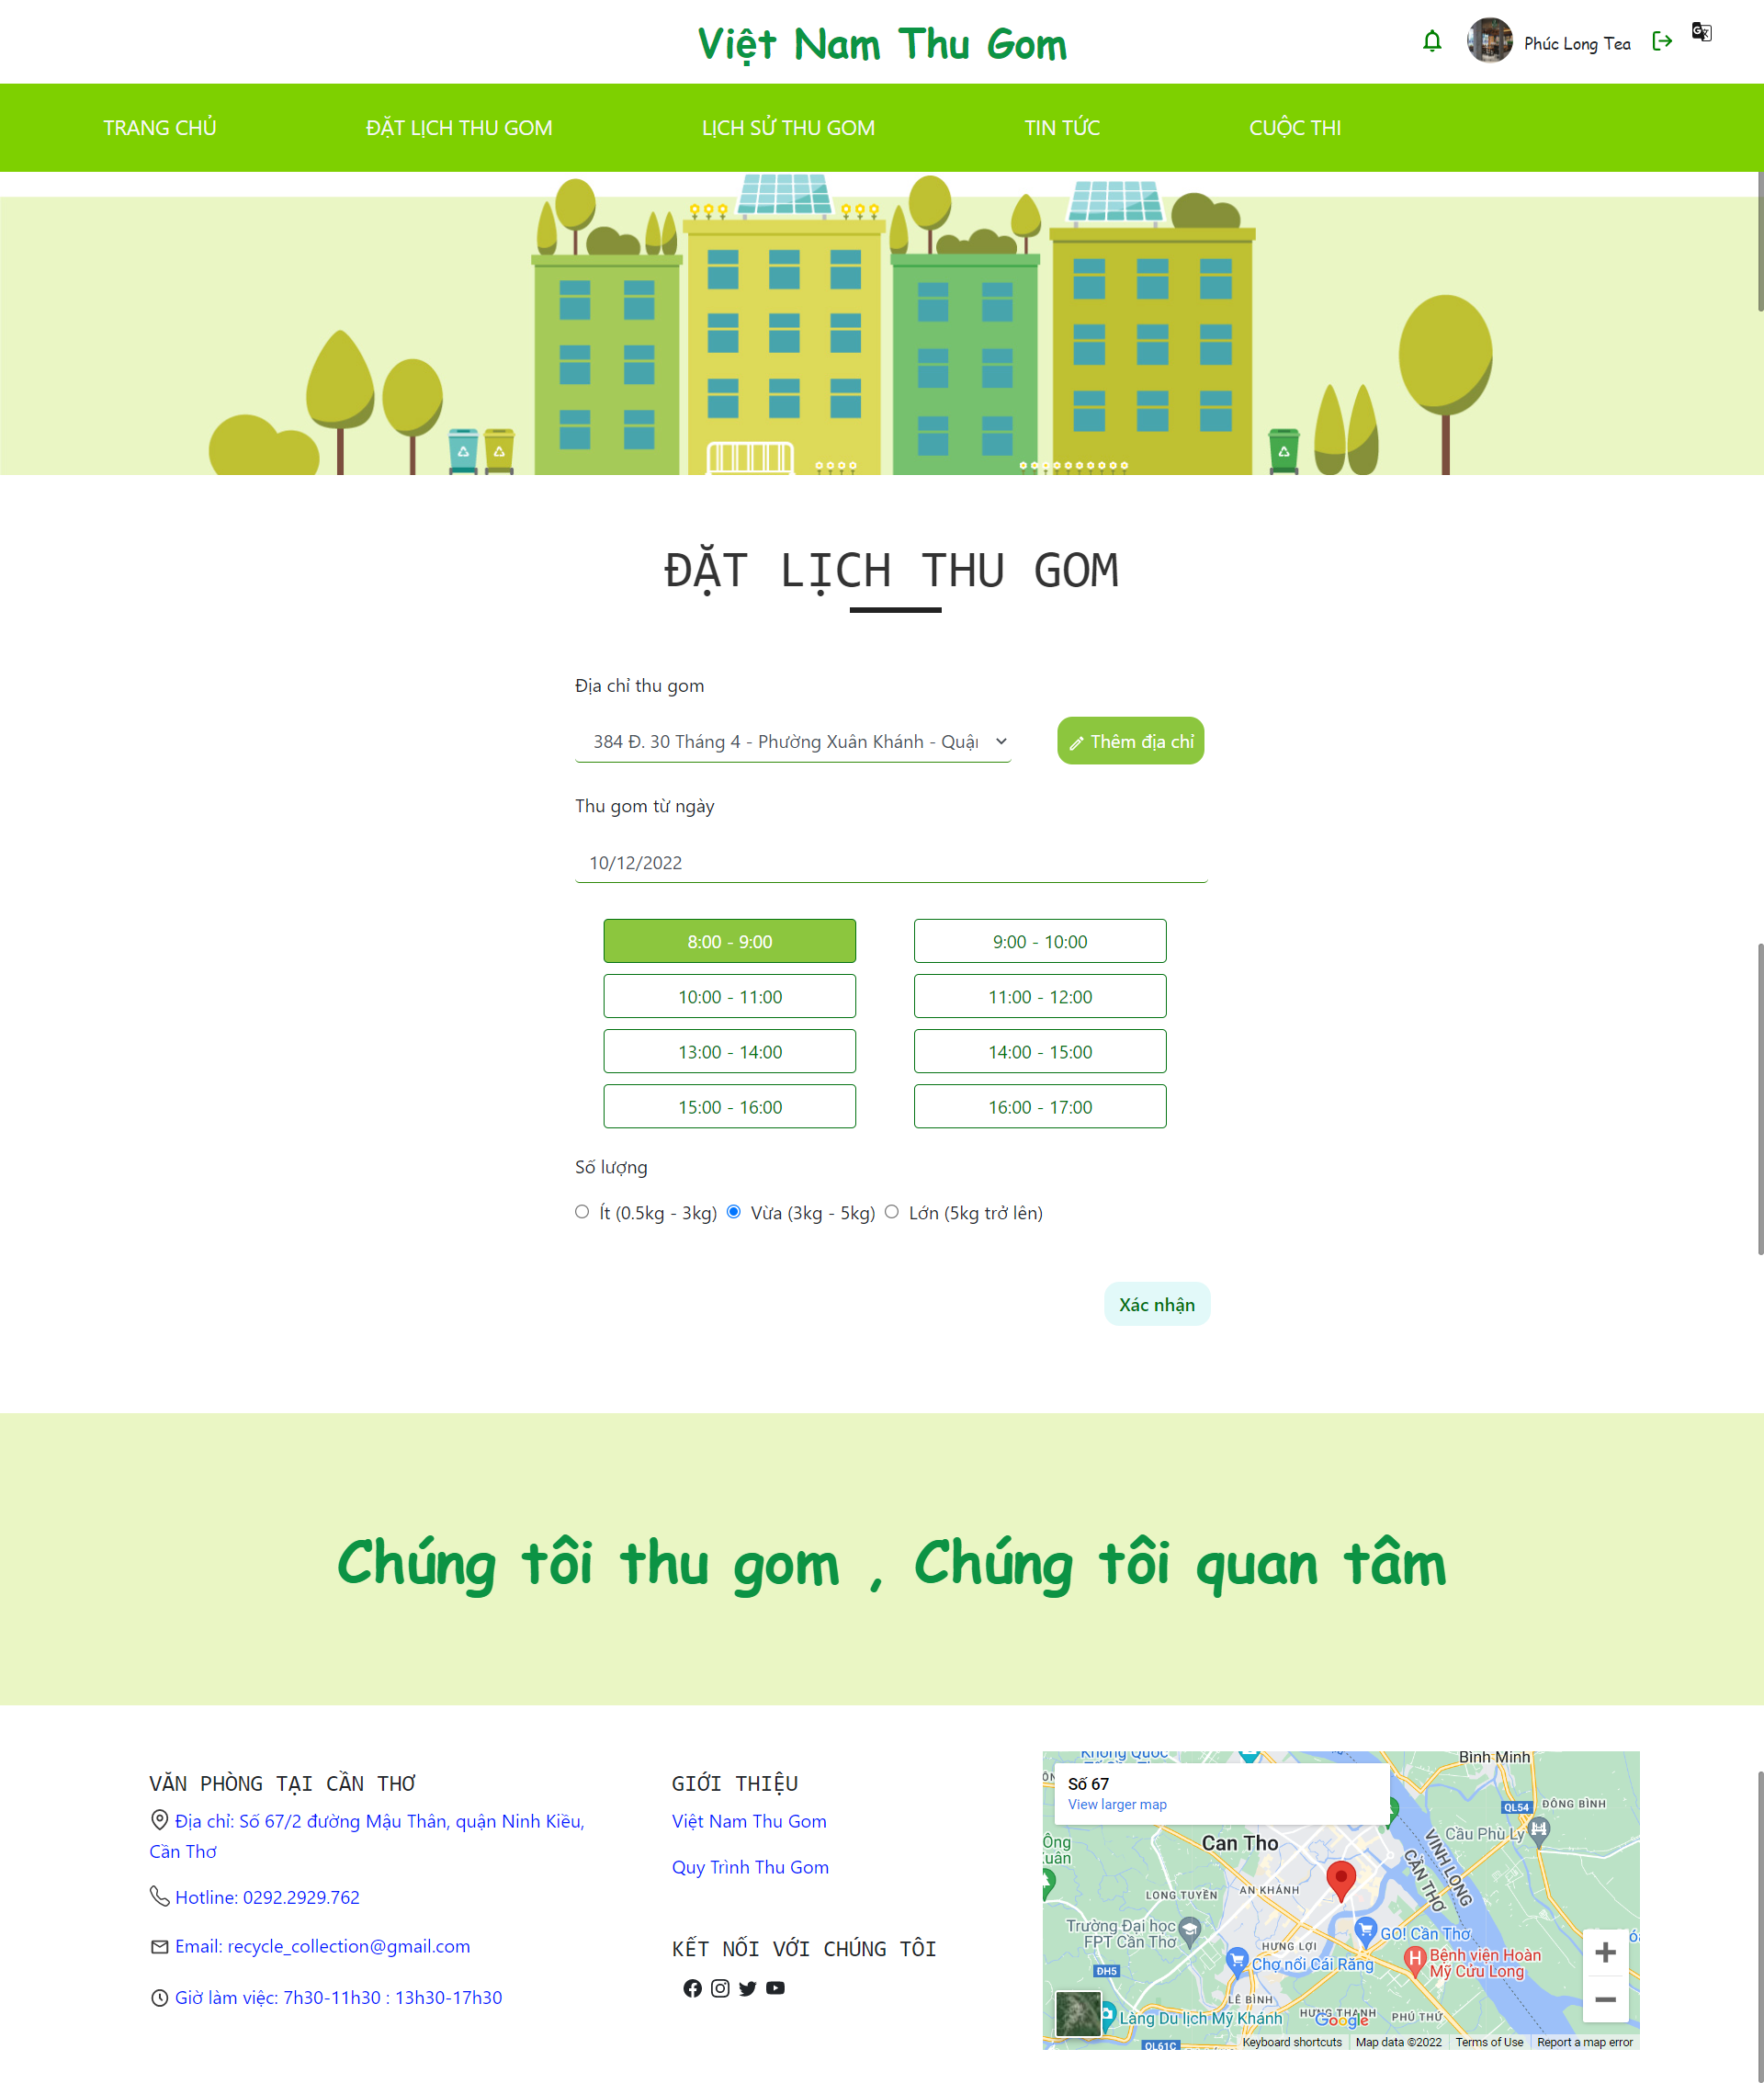 Việt Nam Thu Gom
Phúc Long Tea
TRANG CHỦ
ĐẶT LỊCH THU GOM
LỊCH SỬ THU GOM
TIN TỨC
CUỘC THI
ĐẶT LỊCH THU GOM
Địa chỉ thu gom
384 Đ. 30 Tháng 4 - Phường Xuân Khánh - Quận
Thêm địa chỉ
Thu gom từ ngày
10/12/2022
8:00 - 9:00
9:00 - 10:00
10:00 - 11:00
11:00 - 12:00
13:00 - 14:00
14:00 - 15:00
15:00 - 16:00
16:00 - 17:00
Số lượng
Ít (0.5kg - 3kg) Vừa (3kg - 5kg) Lớn (5kg trở lên)
Xác nhận
Chúng tôi thu gom , Chúng tôi quan tâm
VĂN PHÒNG TẠI CẦN THƠ
Địa chỉ: Số 67/2 đường Mậu Thân, quận Ninh Kiều,
Cần Thơ
Hotline: 0292.2929.762
Email: recycle_collection@gmail.com
Giờ làm việc: 7h30-11h30 : 13h30-17h30
GIỚI THIỆU
Việt Nam Thu Gom
Quy Trình Thu Gom
KẾT NỐI VỚI CHÚNG TÔI
Bình Minh
Số 67
View larger map
QL54
ĐÔNG BÌNH
Cầu Phù Ly
Can Tho
VINH LONG
CẦN THƠ
LONG TUYỀN
AN KHÁNH
Trường Đại học
FPT Cần Thơ
GO! Cần Thơ
HƯNG LỢI
Bệnh viện Hoàn
Mỹ Cửu Long
Chợ nổi Cái Răng
ĐH5
LÊ BÌNH
HƯNG THẠNH
PHÚ THỨ
Làng Du lịch Mỹ Khánh
Google
QL61C
Keyboard shortcuts
Map data ©2022
Terms of Use
Report a map error